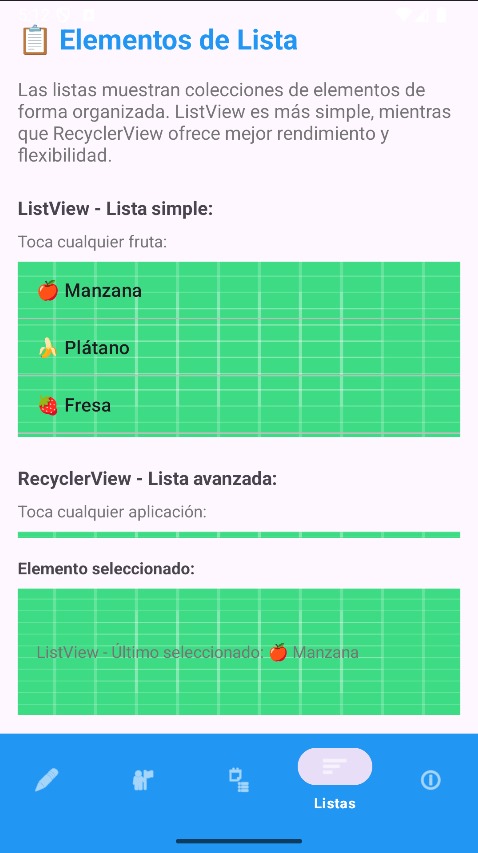 Elementos de Lista
Las listas muestran colecciones de elementos de
forma organizada. ListView es más simple, mientras
que RecyclerView ofrece mejor rendimiento y
flexibilidad.
ListView - Lista simple:
Toca cualquier fruta:
🍎 Manzana
🍌 Plátano
🍓 Fresa
RecyclerView - Lista avanzada:
Toca cualquier aplicación:
Elemento seleccionado:
ListView - Último seleccionado: 🍎 Manzana
Listas